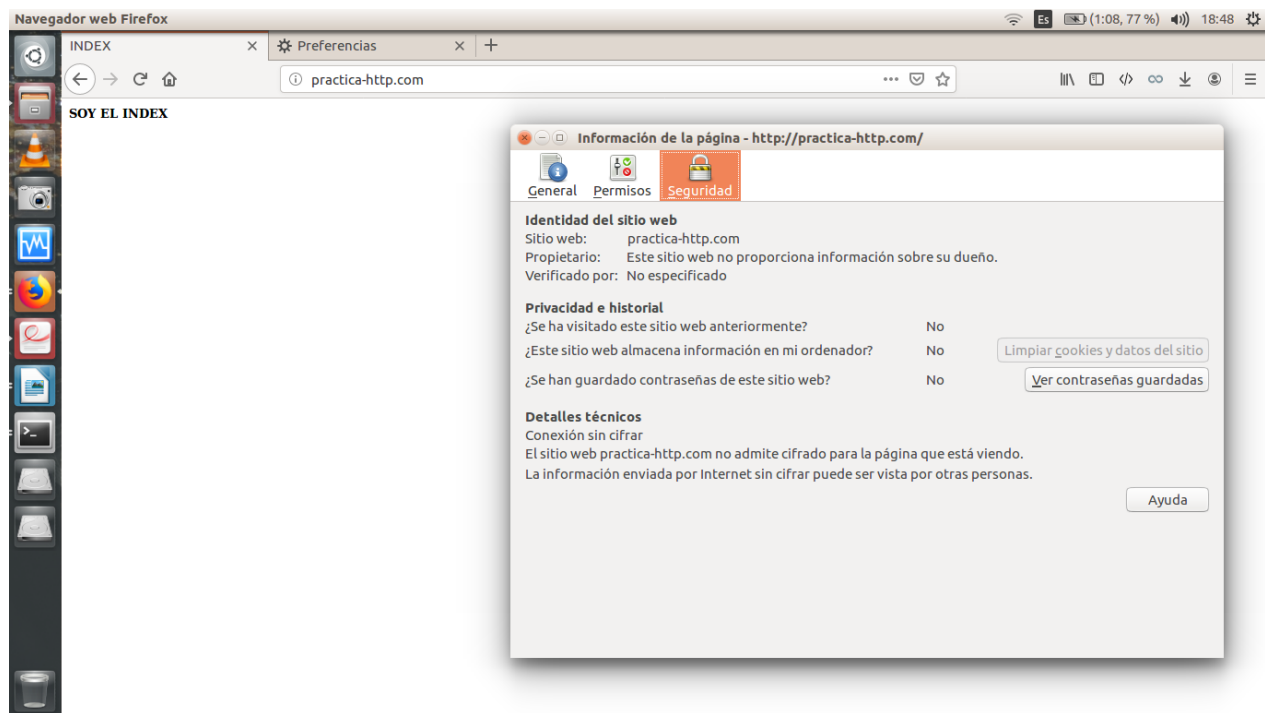 Navegador web Firefox
Es (1:08, 77 %) 18:48
INDEX × Preferencias × +
practica-http.com
SOY EL INDEX
Información de la página - http://practica-http.com/
General Permisos Seguridad
Identidad del sitio web
Sitio web: practica-http.com
Propietario: Este sitio web no proporciona información sobre su dueño.
Verificado por: No especificado
Privacidad e historial
¿Se ha visitado este sitio web anteriormente? No
¿Este sitio web almacena información en mi ordenador? No Limpiar cookies y datos del sitio
¿Se han guardado contraseñas de este sitio web? No Ver contraseñas guardadas
Detalles técnicos
Conexión sin cifrar
El sitio web practica-http.com no admite cifrado para la página que está viendo.
La información enviada por Internet sin cifrar puede ser vista por otras personas.
Ayuda